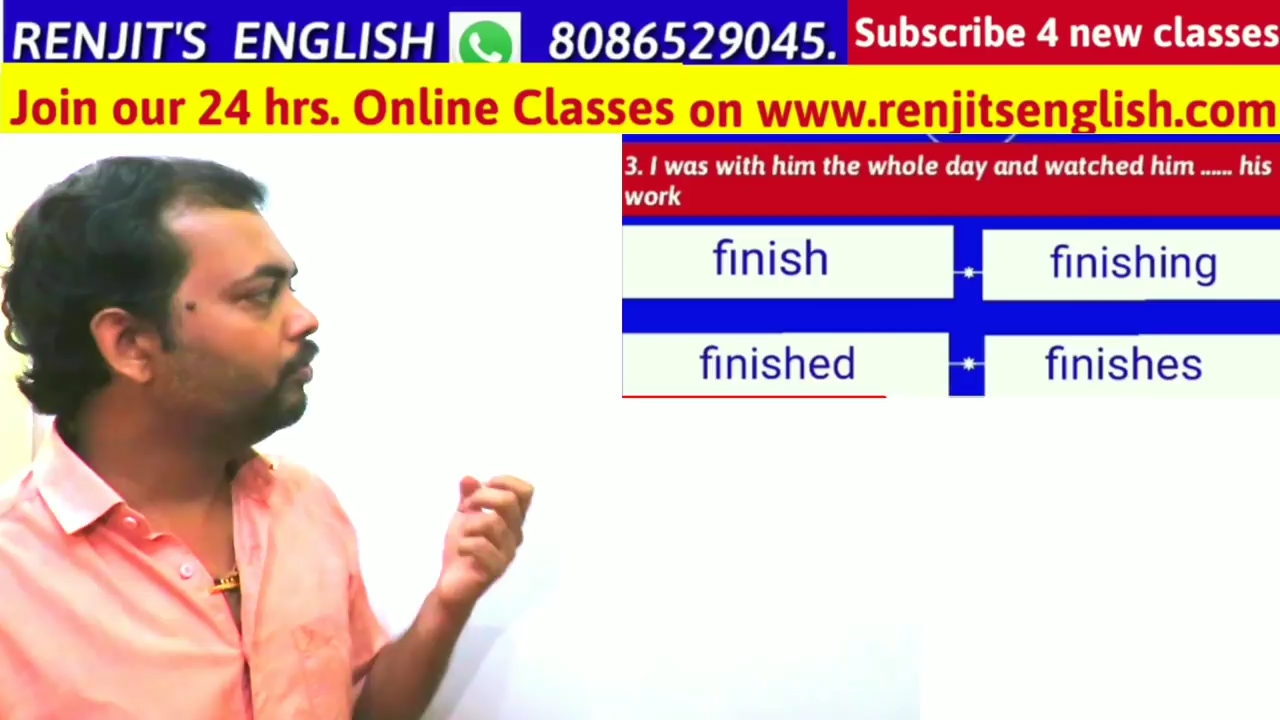 RENJIT'S ENGLISH 8086529045.
Subscribe 4 new classes
Join our 24 hrs. Online Classes on www.renjitsenglish.com
3. I was with him the whole day and watched him ...... his
work
finish
finishing
finished
finishes